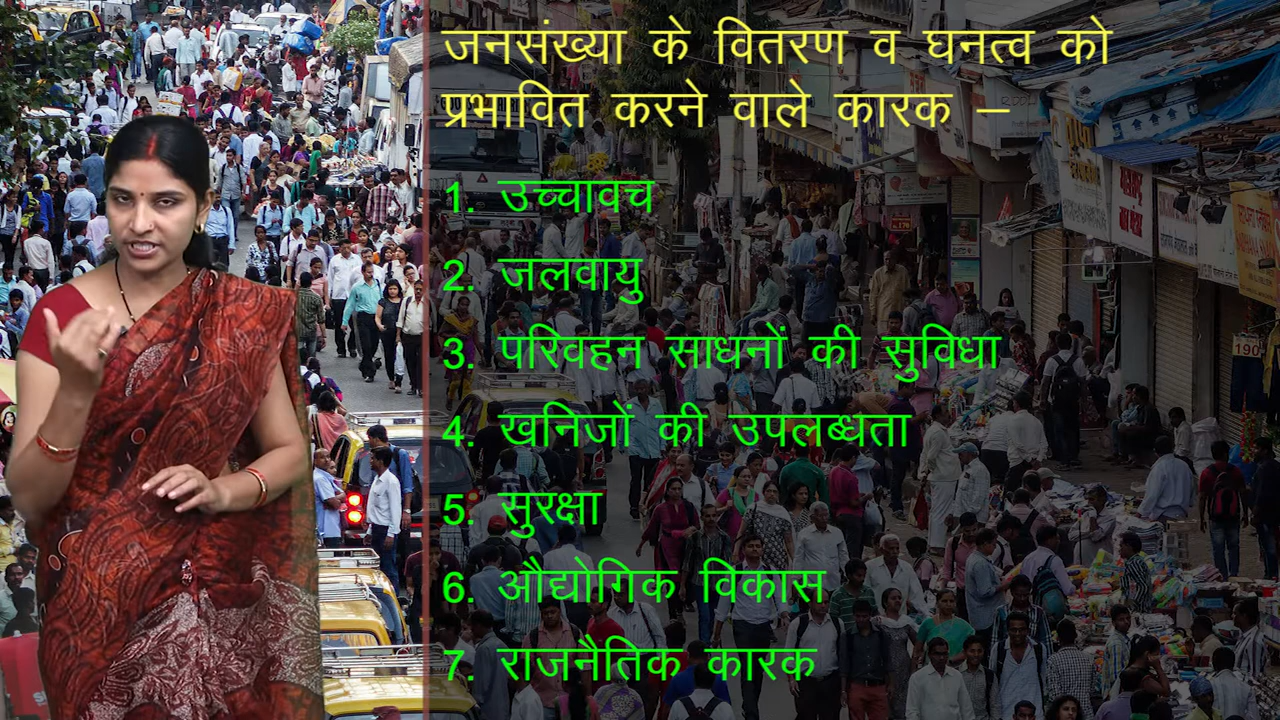 जनसंख्या के वितरण व घनत्व को
प्रभावित करने वाले कारक –
1. उच्चावच
2. जलवायु
3. परिवहन साधनों की सुविधा
4. खनिजों की उपलब्धता
5. सुरक्षा
6. औद्योगिक विकास
7. राजनैतिक कारक
190